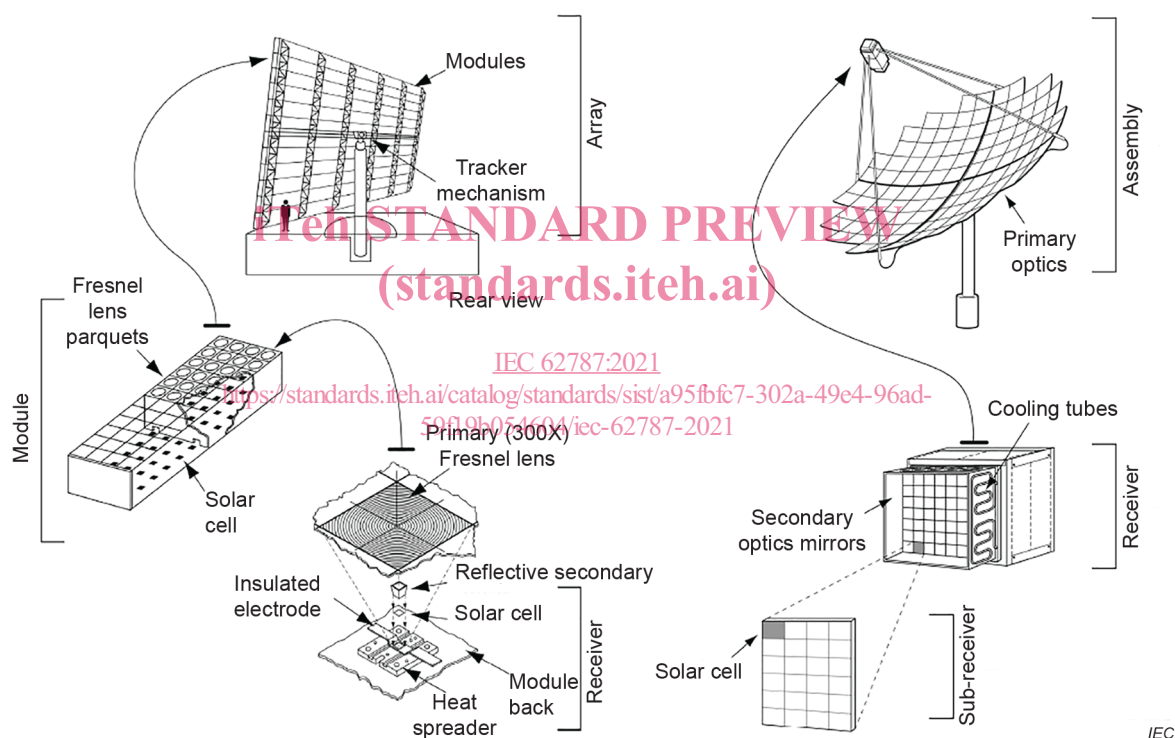 Modules
Array
Tracker
mechanism
Rear view
Assembly
Primary
optics
iTeh STANDARD PREVIEW
(standards.iteh.ai)
IEC 62787:2021
https://standards.iteh.ai/catalog/standards/sist/a95fbfc7-302a-49e4-96ad-
59f19b054604/iec-62787-2021
Fresnel
lens
parquets
Module
Solar
cell
Primary (300X)
Fresnel lens
Reflective secondary
Insulated
electrode
Solar cell
Receiver
Module
back
Heat
spreader
Cooling tubes
Secondary
optics mirrors
Receiver
Solar cell
Sub-receiver
IEC